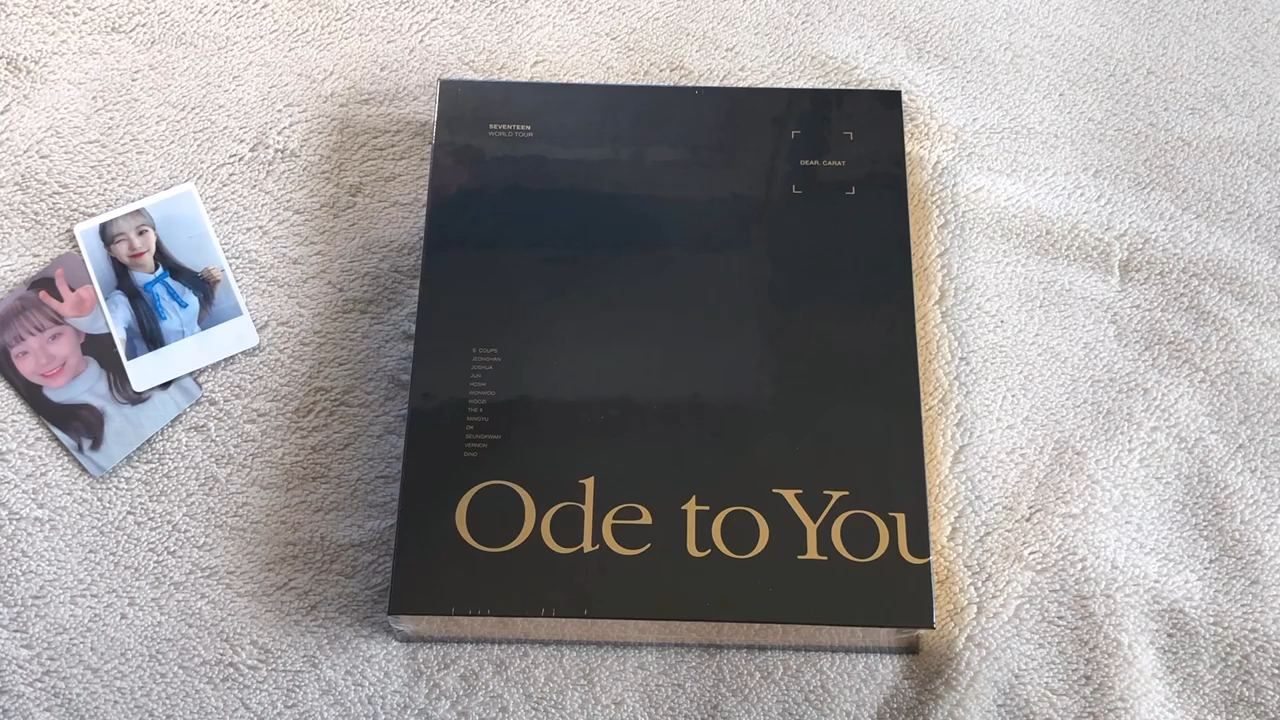 SEVENTEEN
WORLD TOUR
DEAR. CARAT
S. COUPS
JEONGHAN
JOSHUA
JUN
HOSHI
WONWOO
WOOZI
THE 8
MINGYU
DK
SEUNGKWAN
VERNON
DINO
Ode to You